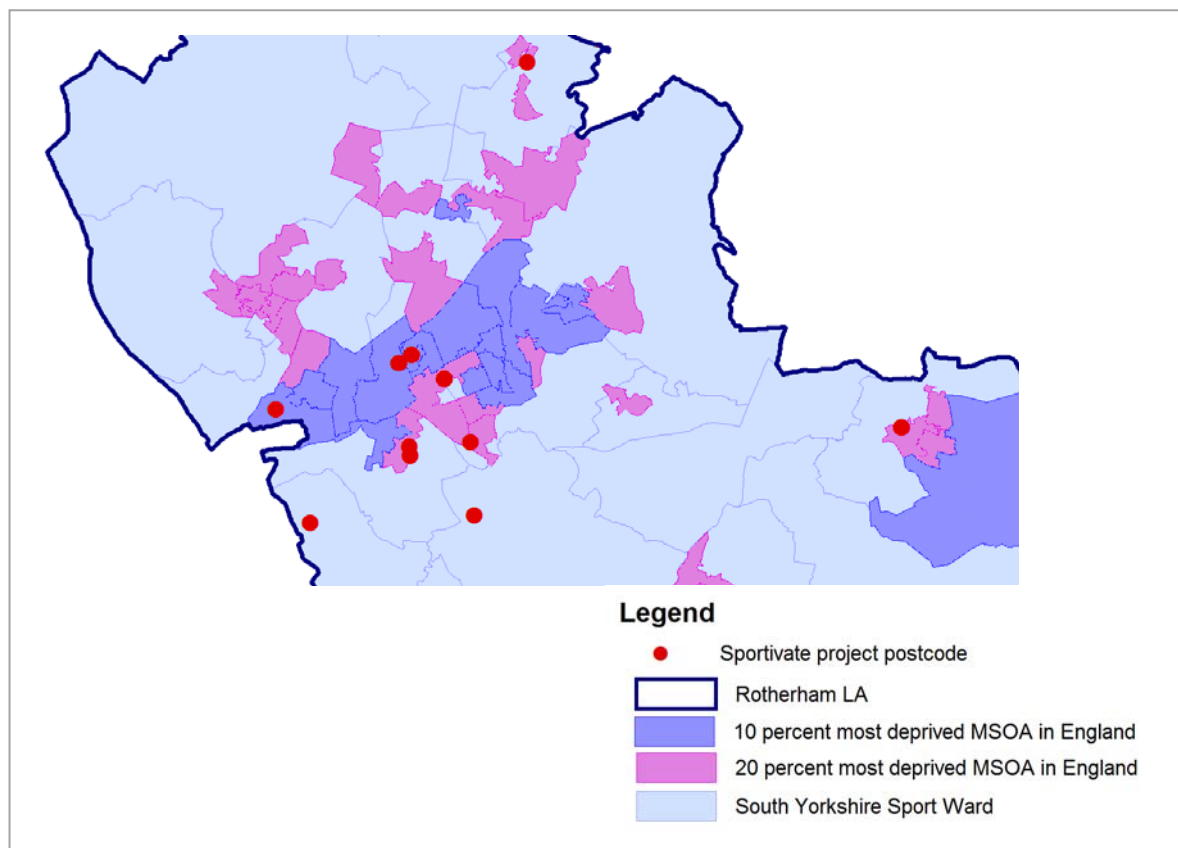 Legend
Sportivate project postcode
Rotherham LA
10 percent most deprived MSOA in England
20 percent most deprived MSOA in England
South Yorkshire Sport Ward